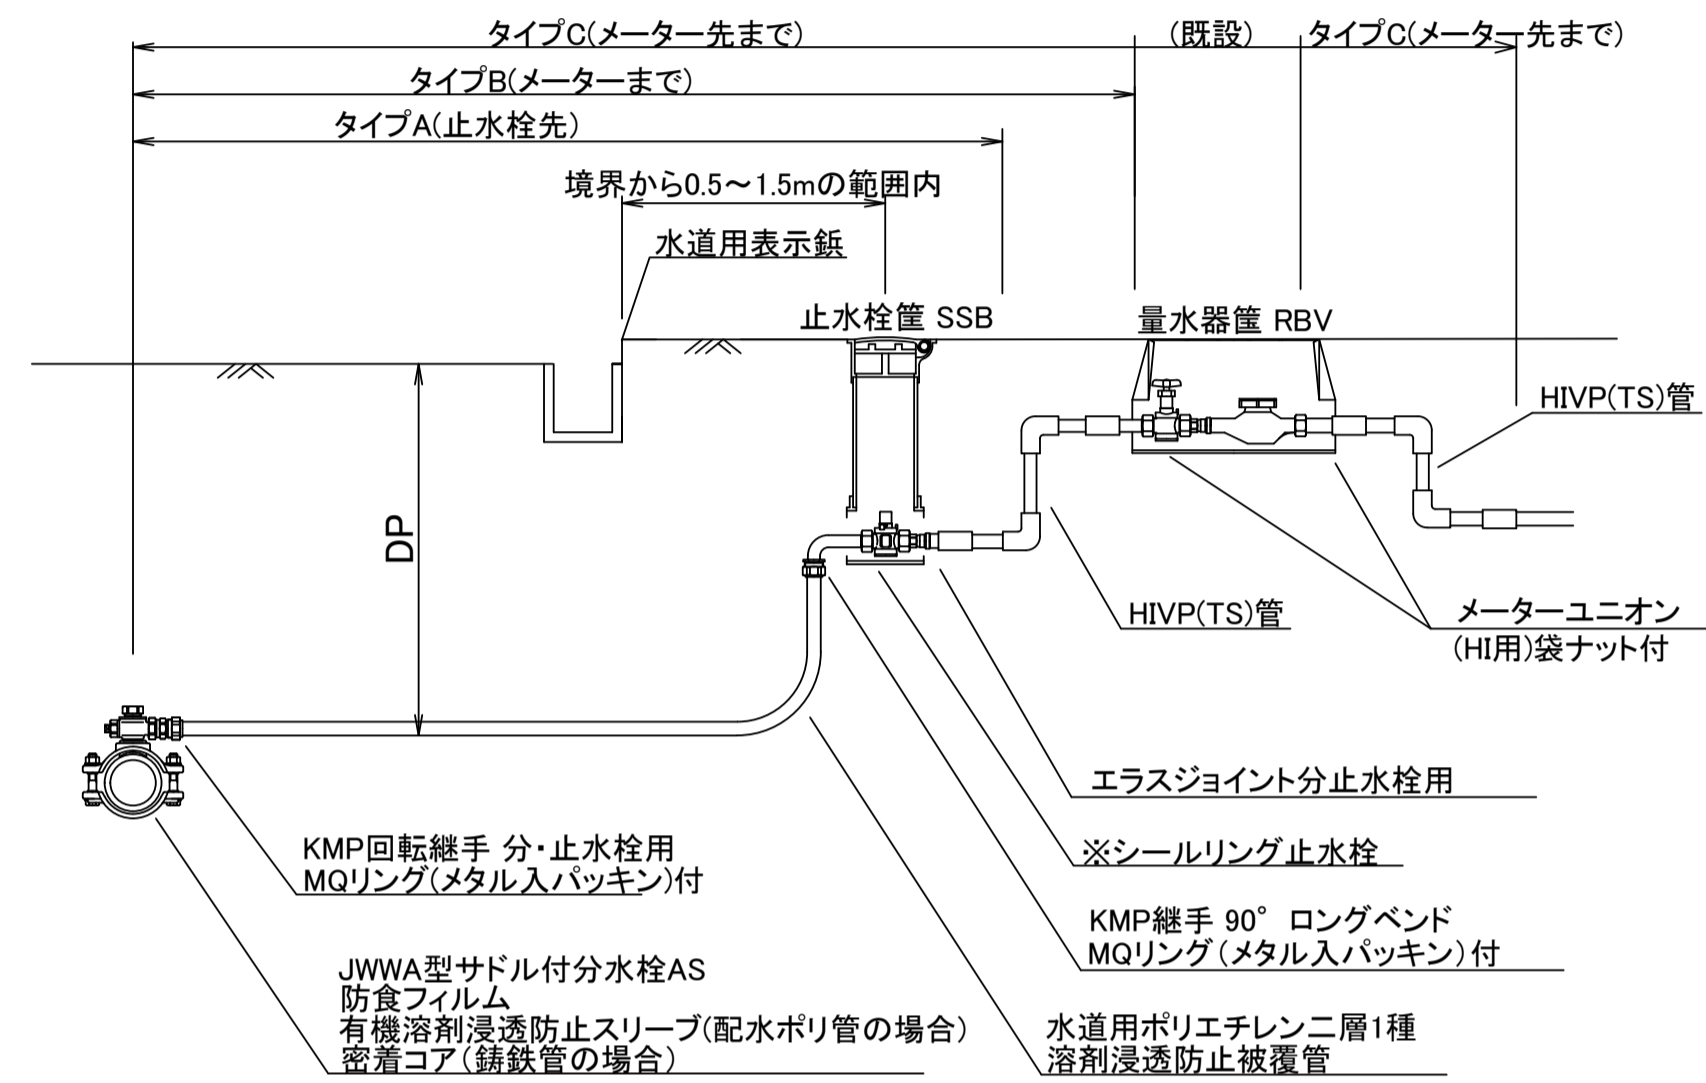 タイプC(メーター先まで)
(既設)
タイプC(メーター先まで)
タイプB(メーターまで)
タイプA(止水栓先)
境界から0.5～1.5mの範囲内
水道用表示鋲
止水栓筐 SSB
量水器筐 RBV
HIVP(TS)管
DP
HIVP(TS)管
メーターユニオン
(HI用)袋ナット付
エラスジョイント分止水栓用
KMP回転継手 分・止水栓用
MQリング(メタル入パッキン)付
※シールリング止水栓
KMP継手 90° ロングベンド
MQリング(メタル入パッキン)付
JWWA型サドル付分水栓AS
防食フィルム
有機溶剤浸透防止スリーブ(配水ポリ管の場合)
密着コア(鋳鉄管の場合)
水道用ポリエチレン二層1種
溶剤浸透防止被覆管